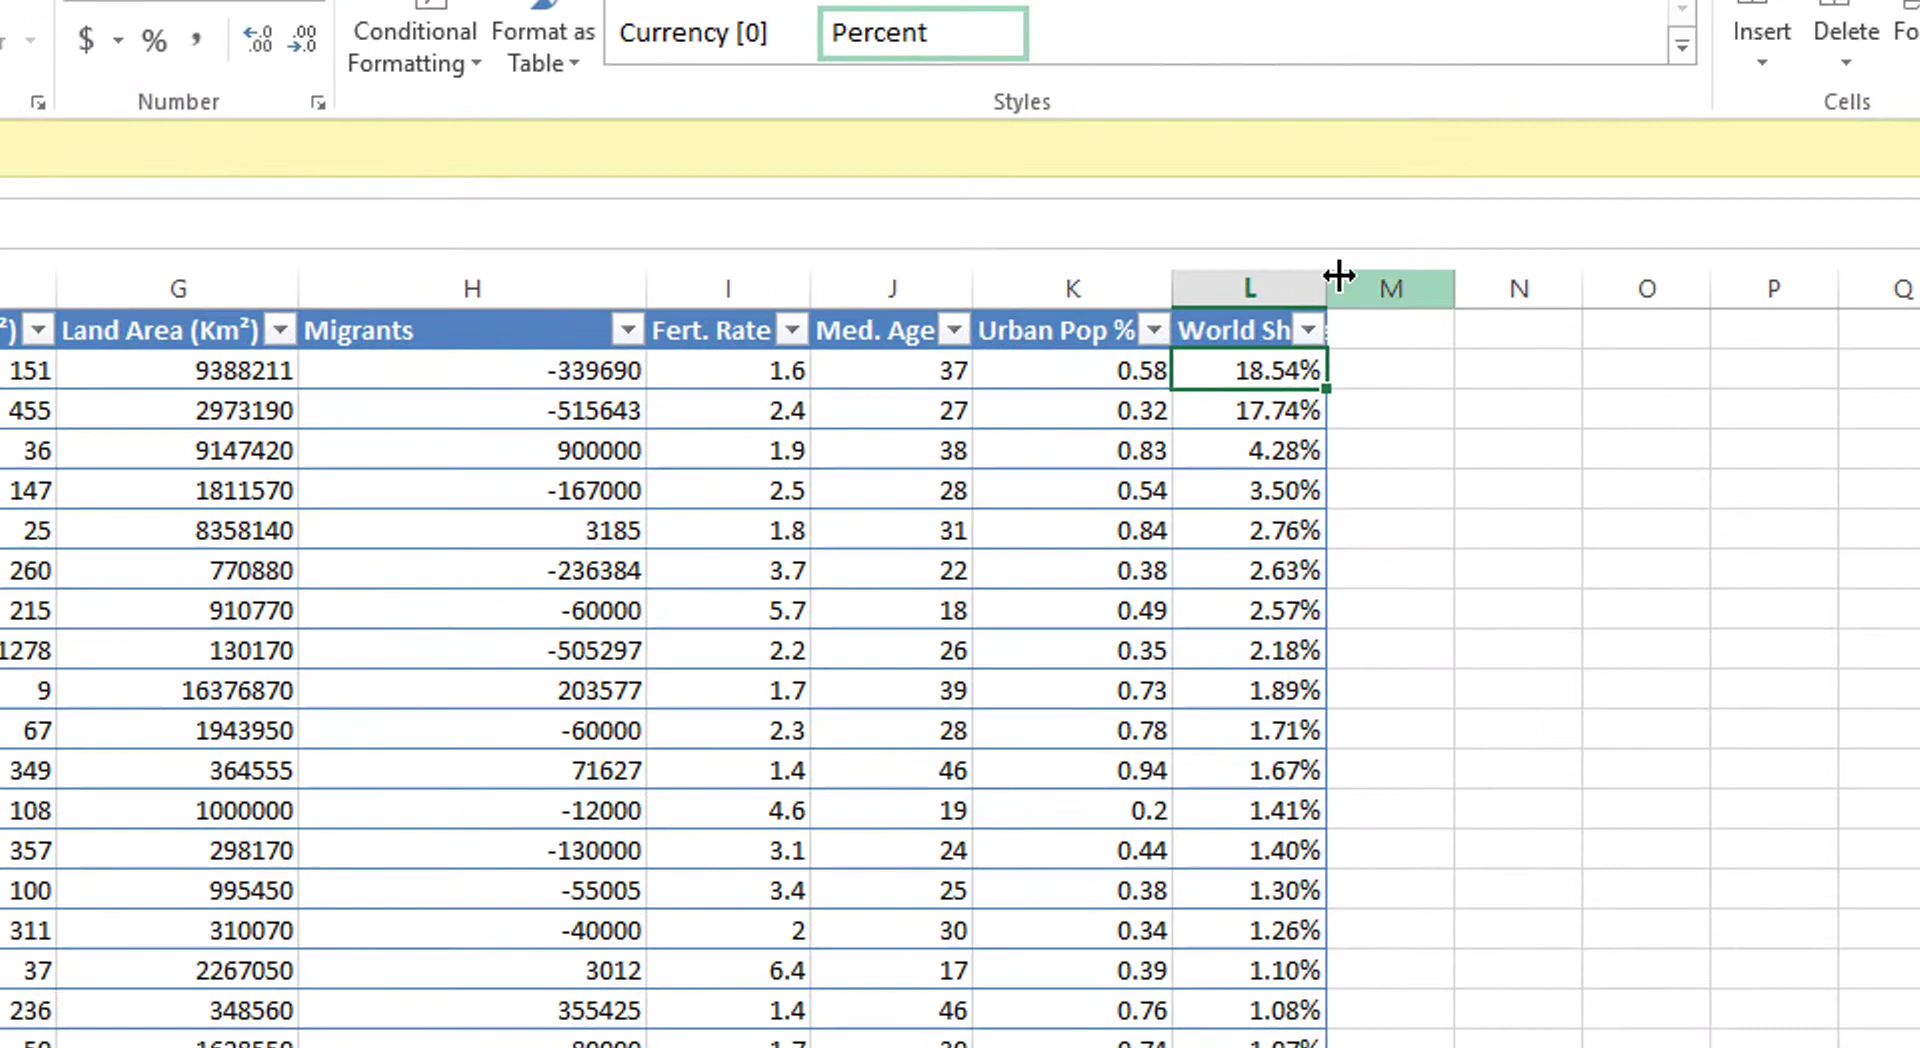 $ % , .00 .00
Conditional Formatting
Format as Table
Currency [0] Percent
Insert Delete
Number Styles Cells
G H I J K L M N O P Q
²) Land Area (Km²) Migrants Fert. Rate Med. Age Urban Pop % World Sh
151 9388211 -339690 1.6 37 0.58 18.54%
455 2973190 -515643 2.4 27 0.32 17.74%
36 9147420 900000 1.9 38 0.83 4.28%
147 1811570 -167000 2.5 28 0.54 3.50%
25 8358140 3185 1.8 31 0.84 2.76%
260 770880 -236384 3.7 22 0.38 2.63%
215 910770 -60000 5.7 18 0.49 2.57%
1278 130170 -505297 2.2 26 0.35 2.18%
9 16376870 203577 1.7 39 0.73 1.89%
67 1943950 -60000 2.3 28 0.78 1.71%
349 364555 71627 1.4 46 0.94 1.67%
108 1000000 -12000 4.6 19 0.2 1.41%
357 298170 -130000 3.1 24 0.44 1.40%
100 995450 -55005 3.4 25 0.38 1.30%
311 310070 -40000 2 30 0.34 1.26%
37 2267050 3012 6.4 17 0.39 1.10%
236 348560 355425 1.4 46 0.76 1.08%